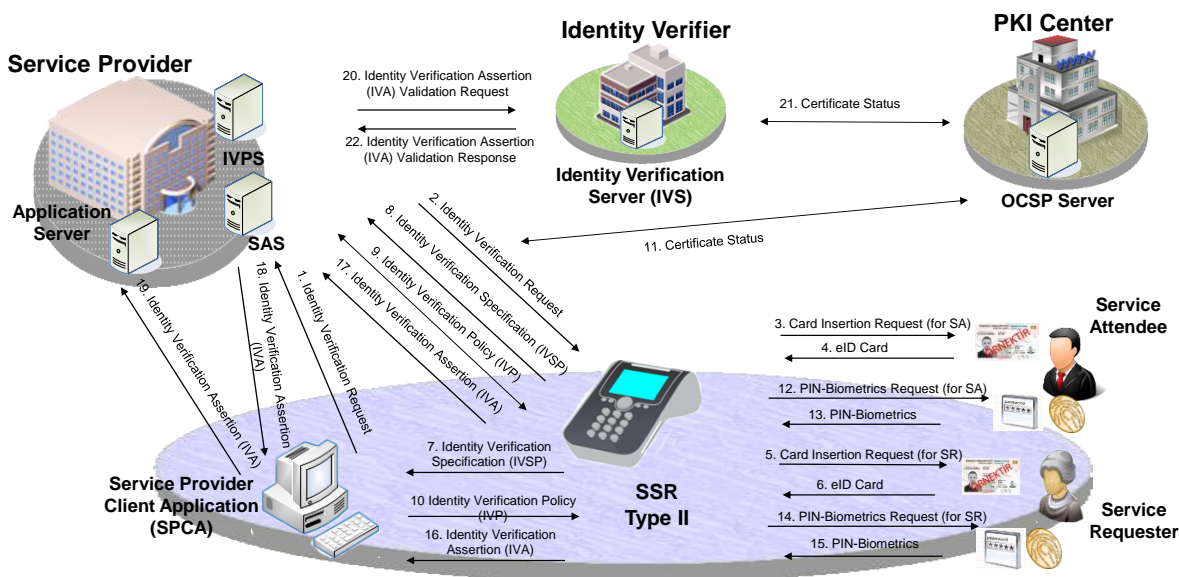 Service Provider
IVPS
SAS
Application
Server
Identity Verifier
Identity Verification
Server (IVS)
PKI Center
OCSP Server
20. Identity Verification Assertion
(IVA) Validation Request
22. Identity Verification Assertion
(IVA) Validation Response
21. Certificate Status
11. Certificate Status
2. Identity Verification Request
8. Identity Verification Specification (IVSP)
9. Identity Verification Policy (IVP)
17. Identity Verification Assertion (IVA)
1. Identity Verification Request
18. Identity Verification Assertion
(IVA)
19. Identity Verification Assertion (IVA)
Service
Attendee
3. Card Insertion Request (for SA)
4. eID Card
ÖRNEKTİR
12. PIN-Biometrics Request (for SA)
13. PIN-Biometrics
5. Card Insertion Request (for SR)
6. eID Card
ÖRNEKTİR
14. PIN-Biometrics Request (for SR)
15. PIN-Biometrics
Service
Requester
7. Identity Verification
Specification (IVSP)
10 Identity Verification Policy
(IVP)
16. Identity Verification
Assertion (IVA)
Service Provider
Client Application
(SPCA)
SSR
Type II